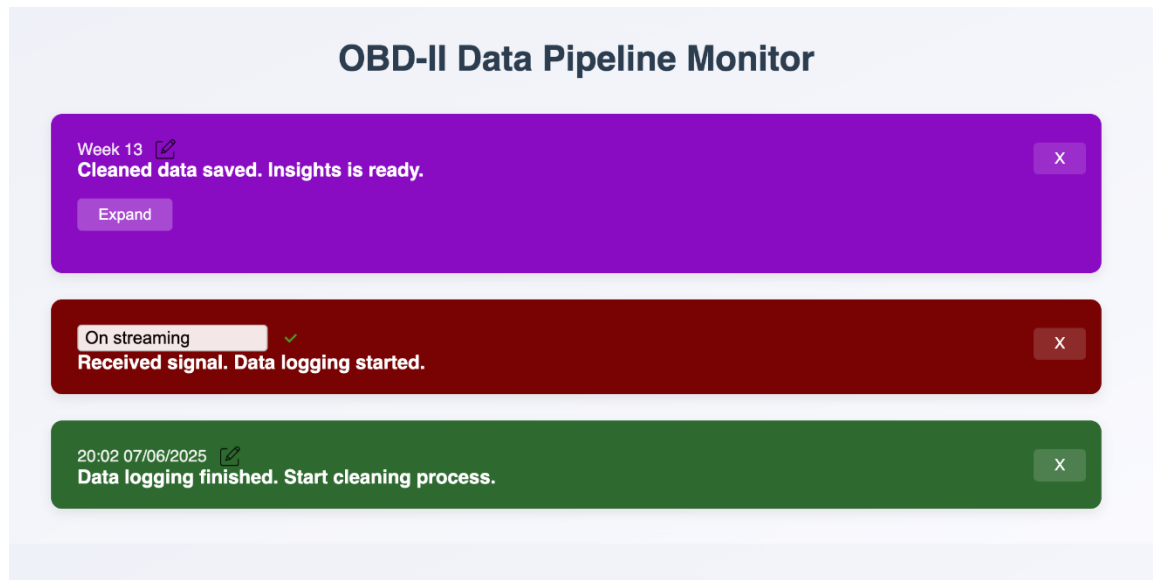 OBD-II Data Pipeline Monitor
Week 13
X
Cleaned data saved. Insights is ready.
Expand
On streaming
X
Received signal. Data logging started.
20:02 07/06/2025
X
Data logging finished. Start cleaning process.